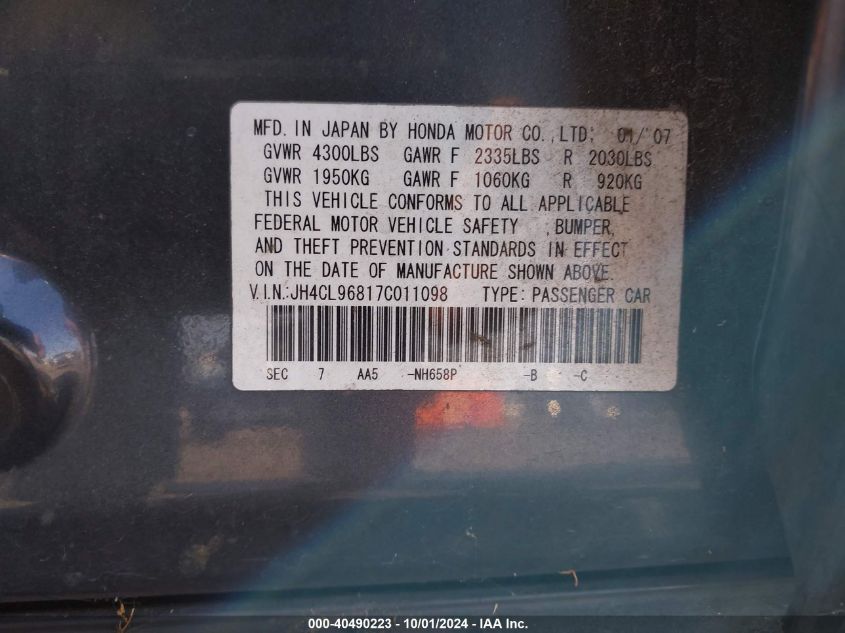 MFD. IN JAPAN BY HONDA MOTOR CO.,LTD; 01/ 07
GVWR 4300LBS GAWR F 2335LBS R 2030LBS
GVWR 1950KG GAWR F 1060KG R 920KG
THIS VEHICLE CONFORMS TO ALL APPLICABLE
FEDERAL MOTOR VEHICLE SAFETY , BUMPER,
AND THEFT PREVENTION STANDARDS IN EFFECT
ON THE DATE OF MANUFACTURE SHOWN ABOVE.
V.I.N.:JH4CL96817C011098 TYPE: PASSENGER CAR
SEC 7 AA5 -NH658P -B -C
000-40490223 - 10/01/2024 - IAA Inc.